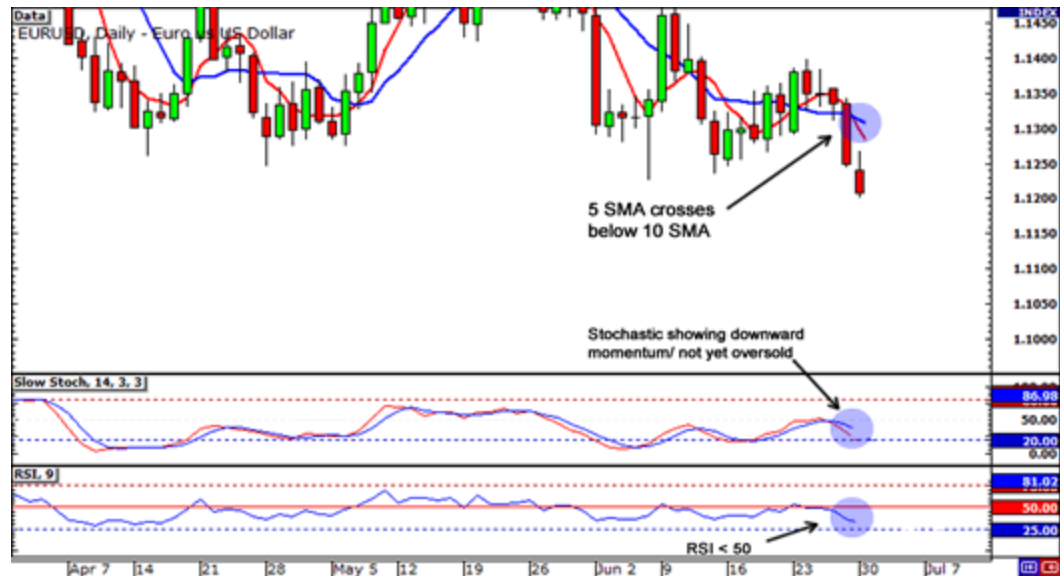 Data
INDEX
EURUSD, Daily - Euro vs US Dollar
1.1450
1.1400
1.1350
1.1300
1.1250
1.1200
1.1150
1.1100
1.1050
1.1000
5 SMA crosses
below 10 SMA
Stochastic showing downward
momentum/ not yet oversold
Slow Stoch, 14, 3, 3
86.98
50.00
20.00
0.00
RSI, 9
81.02
50.00
25.00
RSI < 50
Apr 7 14 21 28 May 5 12 19 26 Jun 2 9 16 23 30 Jul 7